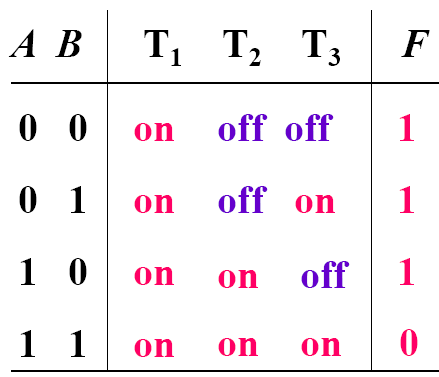 A B T₁ T₂ T₃ F
0 0 on off off 1
0 1 on off on 1
1 0 on on off 1
1 1 on on on 0